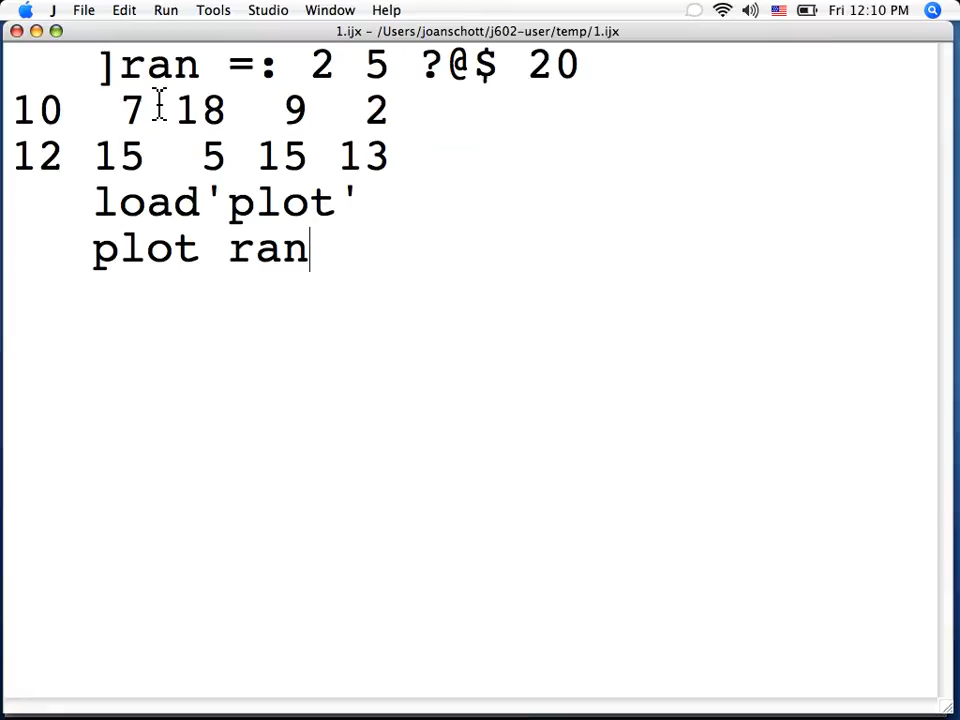 J File Edit Run Tools Studio Window Help Fri 12:10 PM
1.ijx - /Users/joanschott/j602-user/temp/1.ijx
]ran =: 2 5 ?@$ 20
10 7 18 9 2
12 15 5 15 13
load'plot'
plot ran